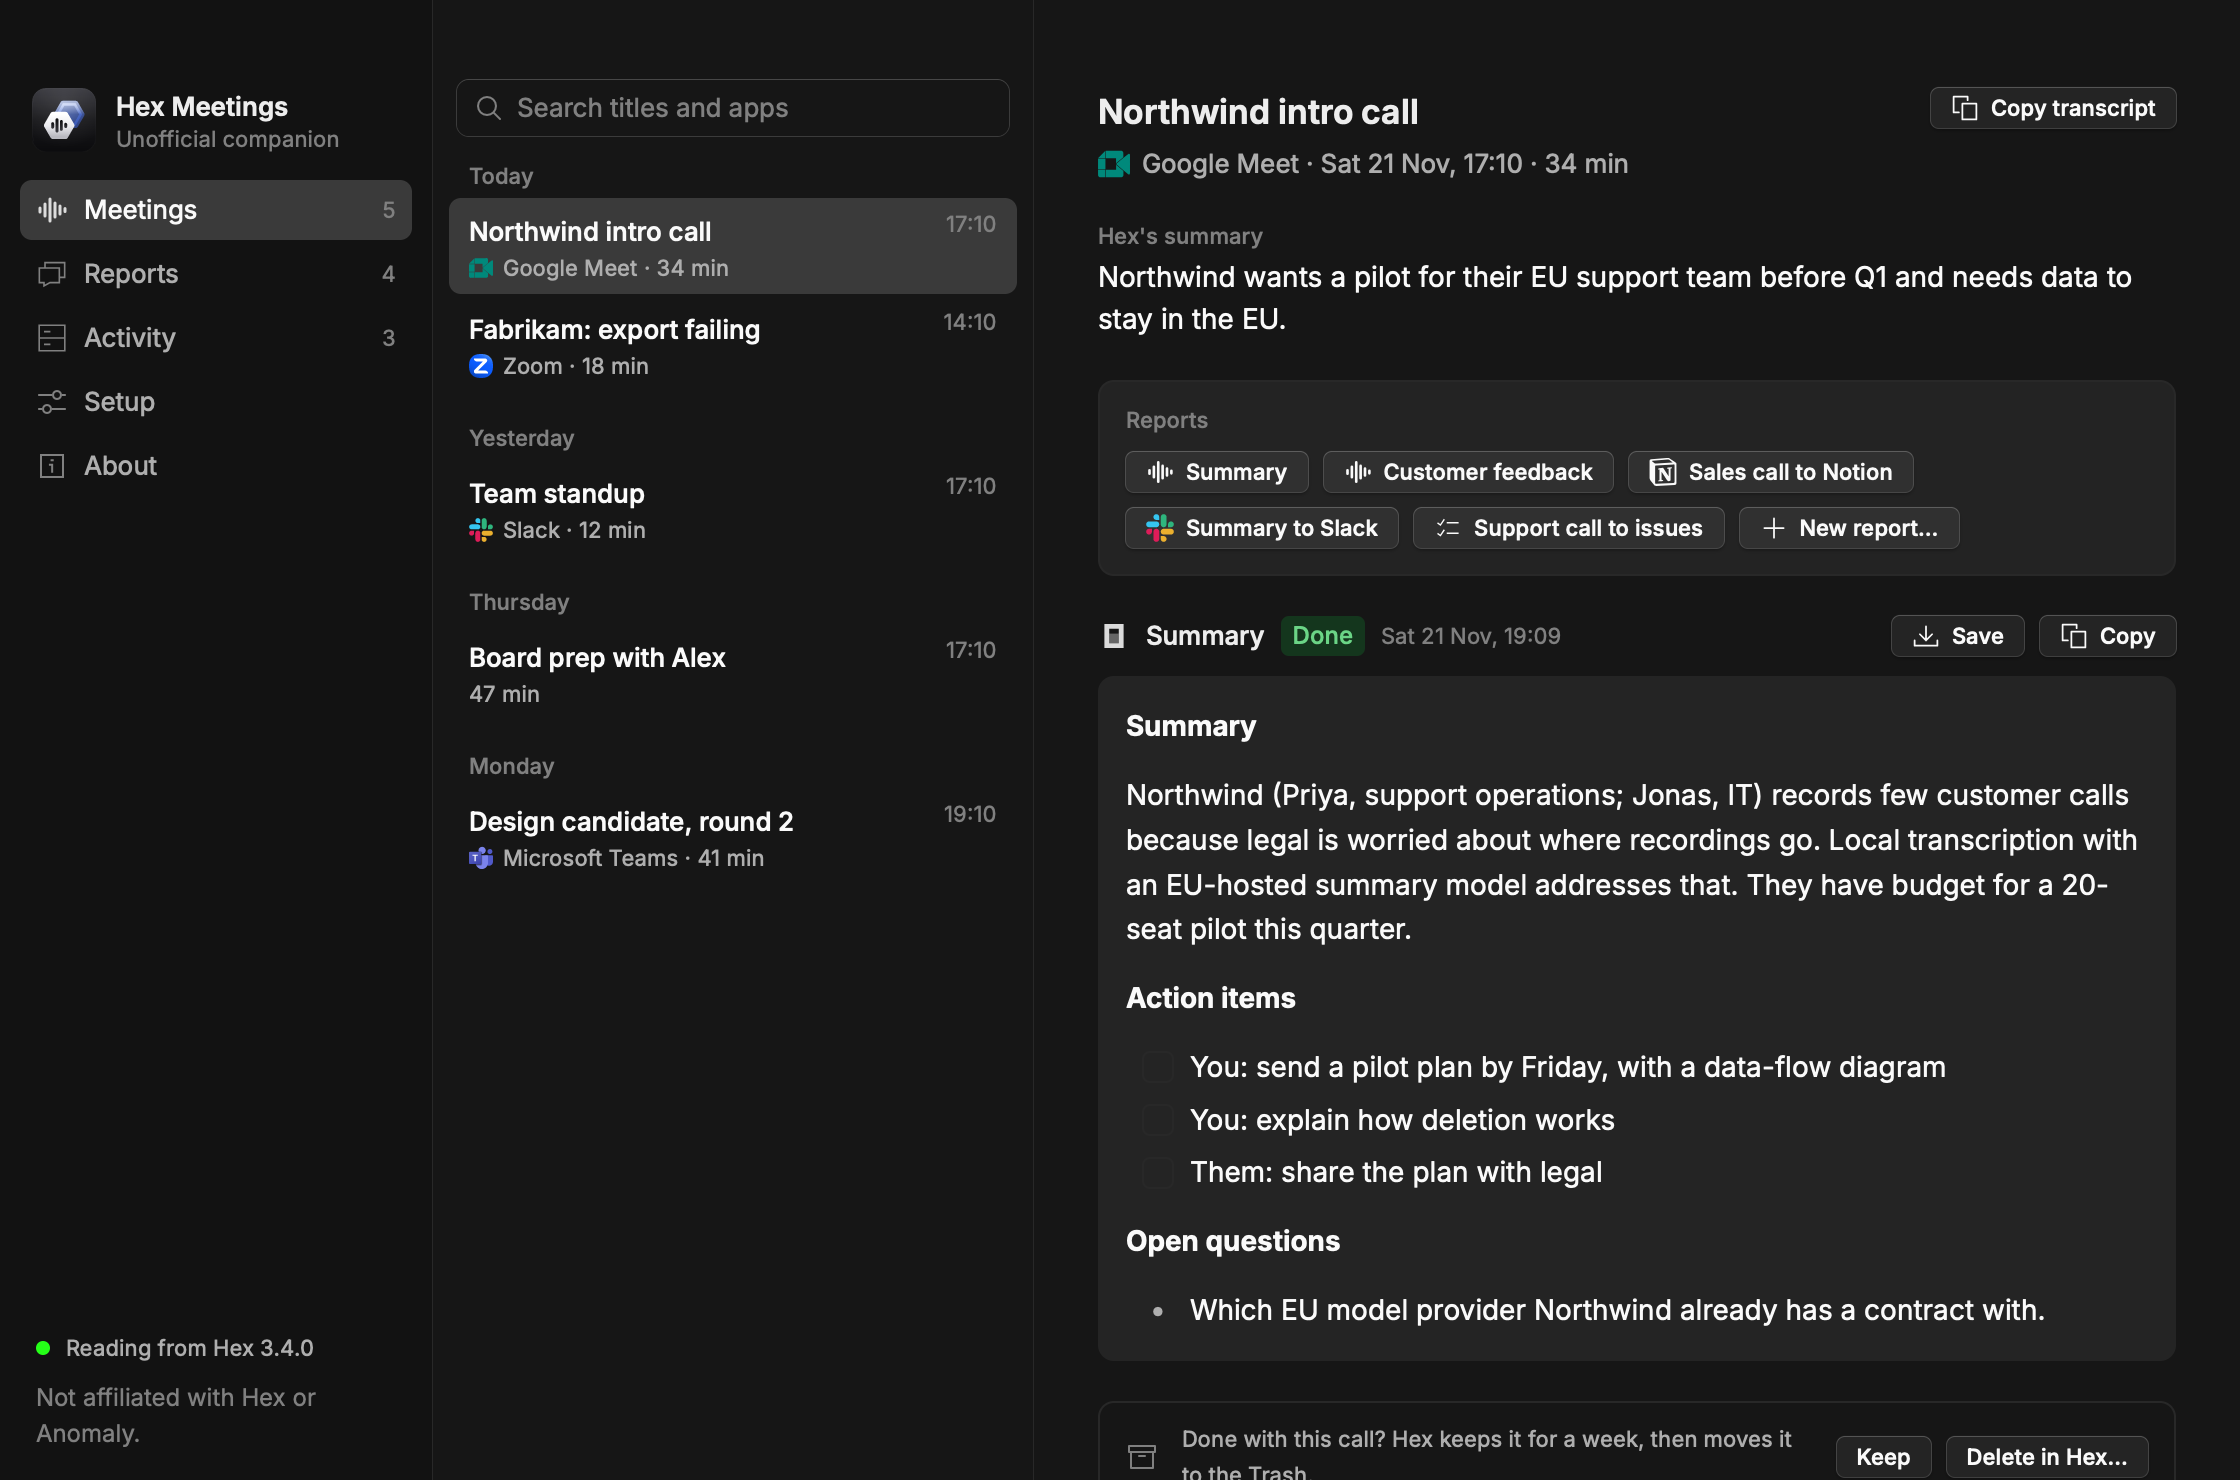 Hex Meetings
Unofficial companion
Meetings 5
Reports 4
Activity 3
Setup
About
Reading from Hex 3.4.0
Not affiliated with Hex or
Anomaly.
Search titles and apps
Today
Northwind intro call 17:10
Google Meet · 34 min
Fabrikam: export failing 14:10
Zoom · 18 min
Yesterday
Team standup 17:10
Slack · 12 min
Thursday
Board prep with Alex 17:10
47 min
Monday
Design candidate, round 2 19:10
Microsoft Teams · 41 min
Northwind intro call
Copy transcript
Google Meet · Sat 21 Nov, 17:10 · 34 min
Hex's summary
Northwind wants a pilot for their EU support team before Q1 and needs data to
stay in the EU.
Reports
Summary Customer feedback Sales call to Notion
Summary to Slack Support call to issues New report...
Summary Done Sat 21 Nov, 19:09 Save Copy
Summary
Northwind (Priya, support operations; Jonas, IT) records few customer calls
because legal is worried about where recordings go. Local transcription with
an EU-hosted summary model addresses that. They have budget for a 20-
seat pilot this quarter.
Action items
You: send a pilot plan by Friday, with a data-flow diagram
You: explain how deletion works
Them: share the plan with legal
Open questions
• Which EU model provider Northwind already has a contract with.
Done with this call? Hex keeps it for a week, then moves it
to the Trash.
Keep Delete in Hex...